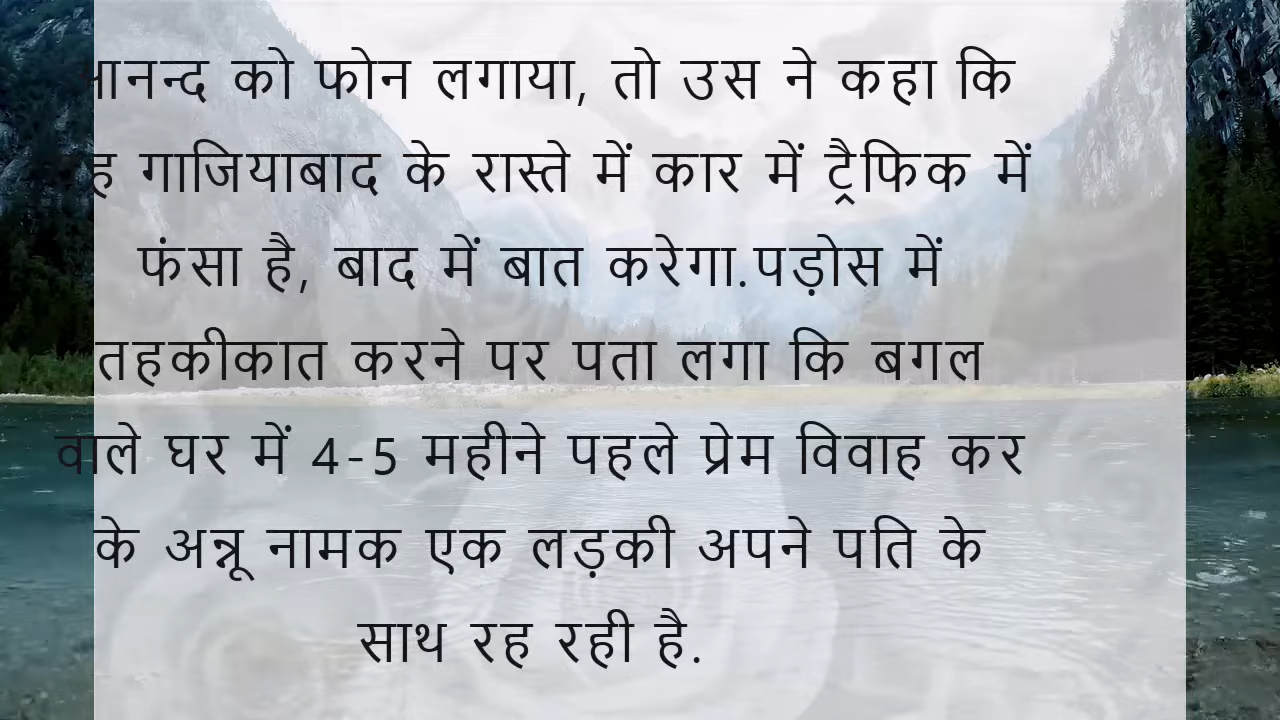 को फोन लगाया, तो उस ने कहा कि
गाजियाबाद के रास्ते में कार में ट्रैफिक में
फंसा है, बाद में बात करेगा.पड़ोस में
तहकीकात करने पर पता लगा कि बगल
वाले घर में 4-5 महीने पहले प्रेम विवाह कर
के अन्नू नामक एक लड़की अपने पति के
साथ रह रही है.